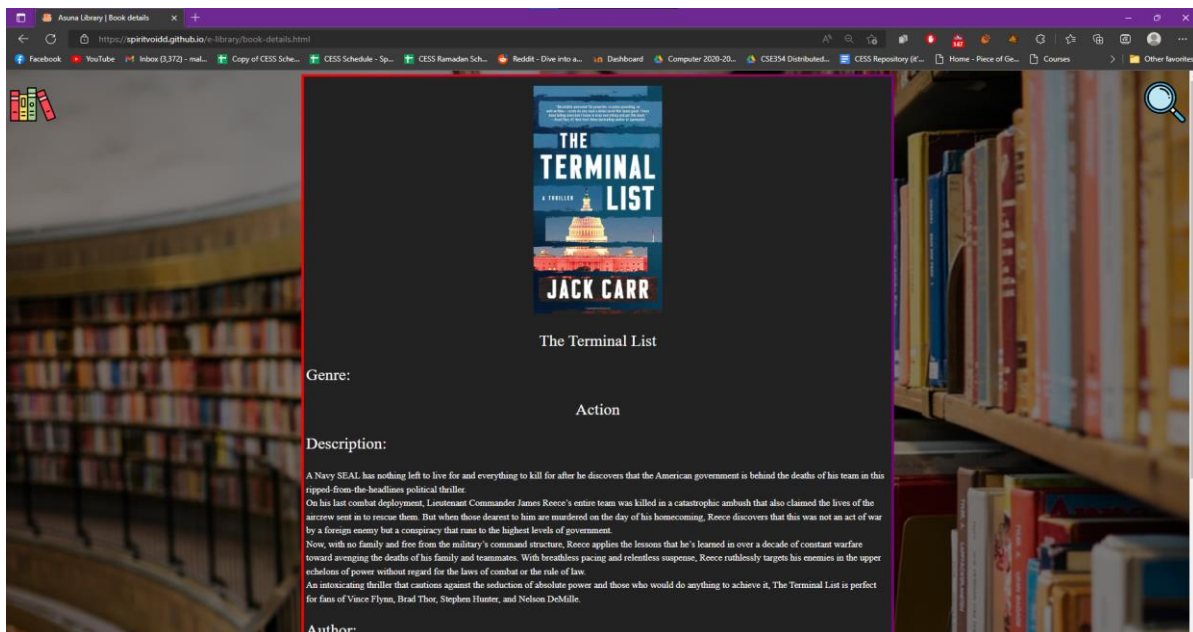 Asuna Library | Book details
https://spiritvoidd.github.io/e-library/book-details.html
Facebook YouTube Inbox (3,372) - mal... Copy of CESS Sche... CESS Schedule - Sp... CESS Ramadan Sch... Reddit - Dive into a... Dashboard Computer 2020-20... CSE354 Distributed... CESS Repository (it'... Home - Piece of Ge... Courses Other favorites
THE
TERMINAL
A THRILLER
LIST
JACK CARR
The Terminal List
Genre:
Action
Description:
A Navy SEAL has nothing left to live for and everything to kill for after he discovers that the American government is behind the deaths of his team in this
ripped-from-the-headlines political thriller.
On his last combat deployment, Lieutenant Commander James Reece's entire team was killed in a catastrophic ambush that also claimed the lives of the
aircrew sent in to rescue them. But when those dearest to him are murdered on the day of his homecoming, Reece discovers that this was not an act of war
by a foreign enemy but a conspiracy that runs to the highest levels of government.
Now, with no family and free from the military's command structure, Reece applies the lessons that he's learned in over a decade of constant warfare
toward avenging the deaths of his family and teammates. With breathless pacing and relentless suspense, Reece ruthlessly targets his enemies in the upper
echelons of power without regard for the laws of combat or the rule of law.
An intoxicating thriller that cautions against the seduction of absolute power and those who would do anything to achieve it, The Terminal List is perfect
for fans of Vince Flynn, Brad Thor, Stephen Hunter, and Nelson DeMille.
Author: